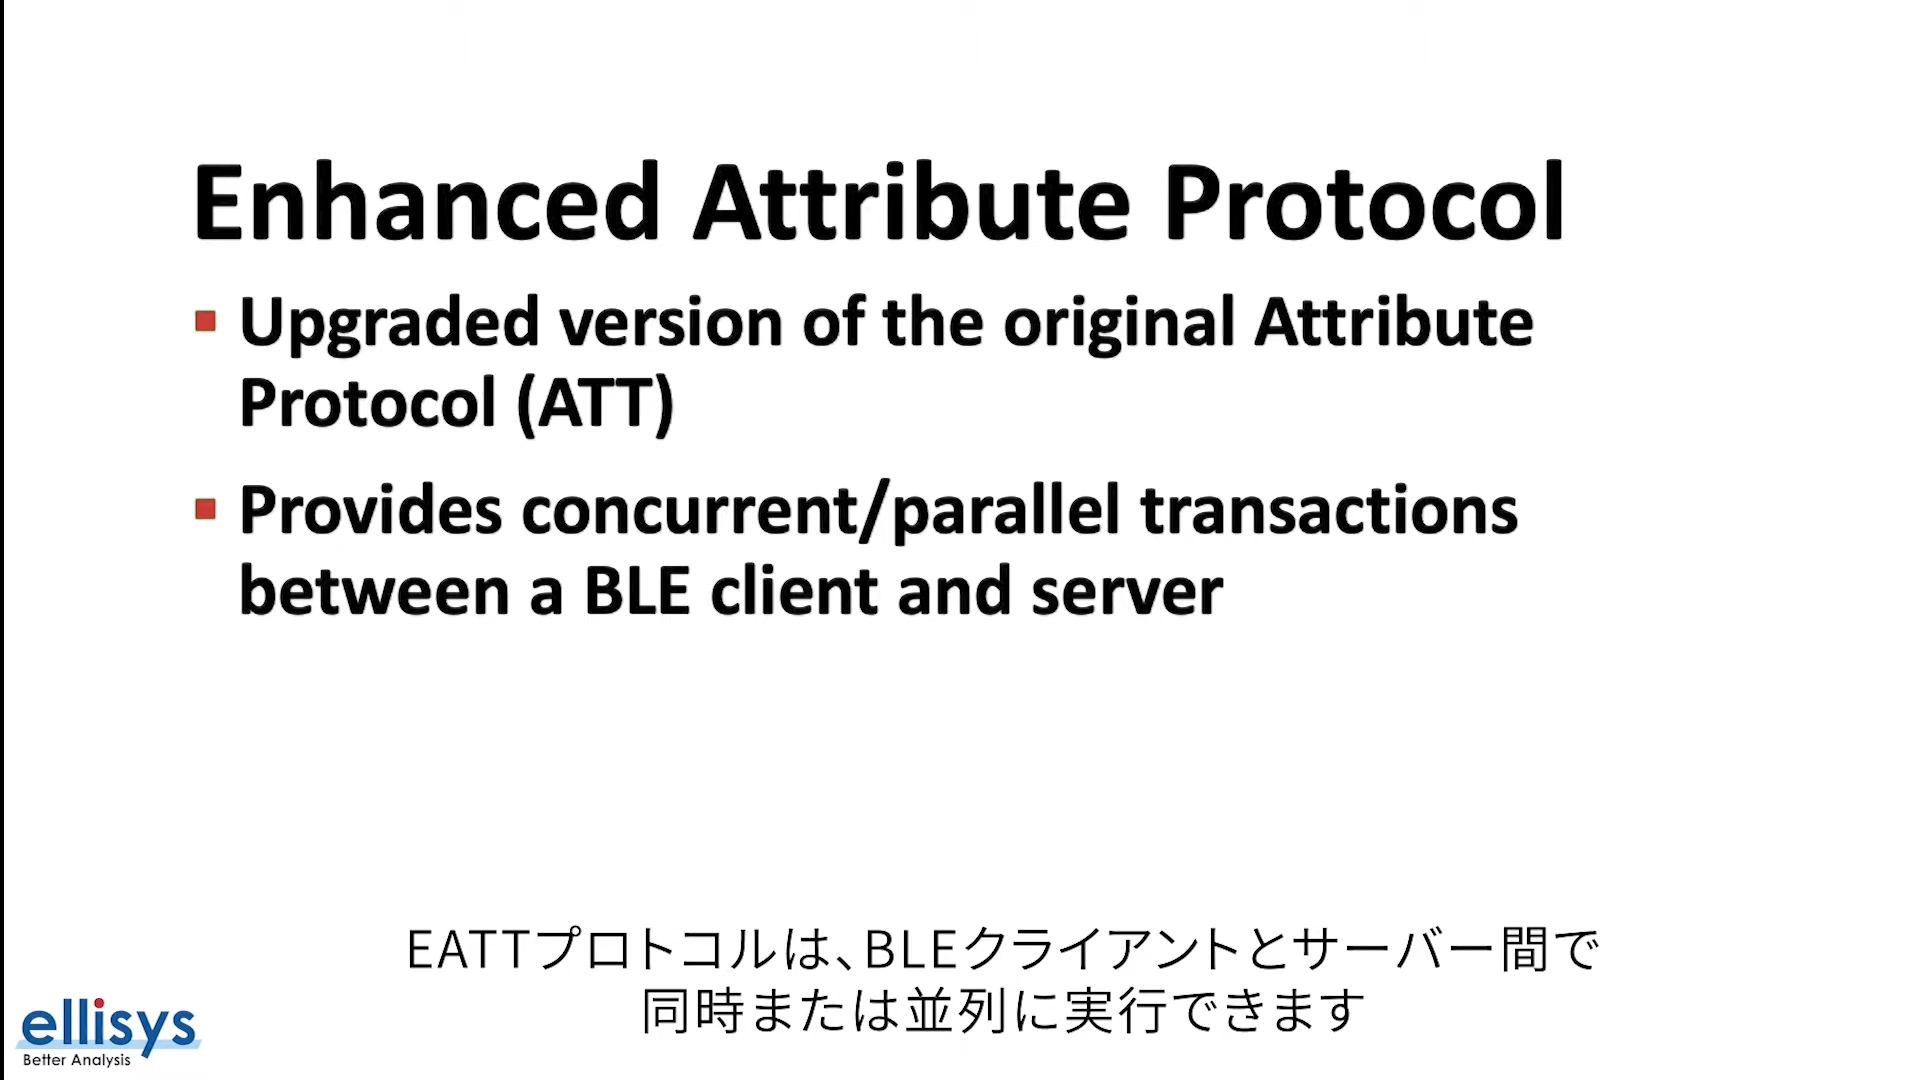 Enhanced Attribute Protocol
▪ Upgraded version of the original Attribute
Protocol (ATT)
▪ Provides concurrent/parallel transactions
between a BLE client and server
EATTプロトコルは、BLEクライアントとサーバー間で
同時または並列に実行できます
ellisys
Better Analysis